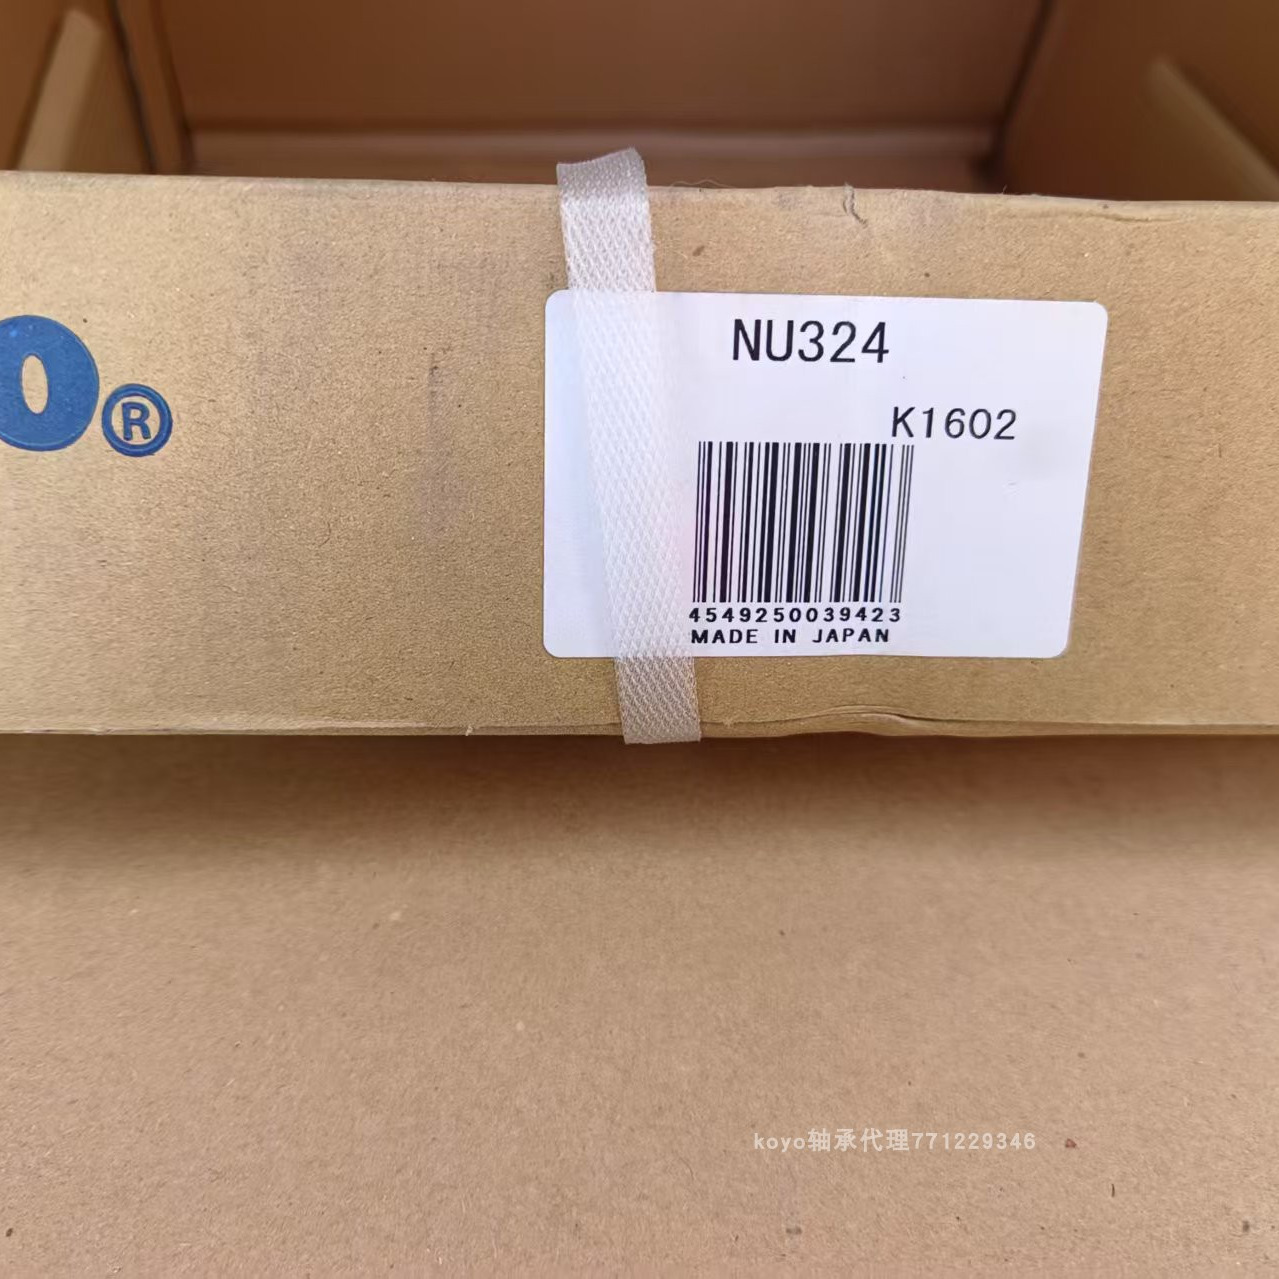 O®
NU324
K1602
4549250039423
MADE IN JAPAN
koyo轴承代理771229346